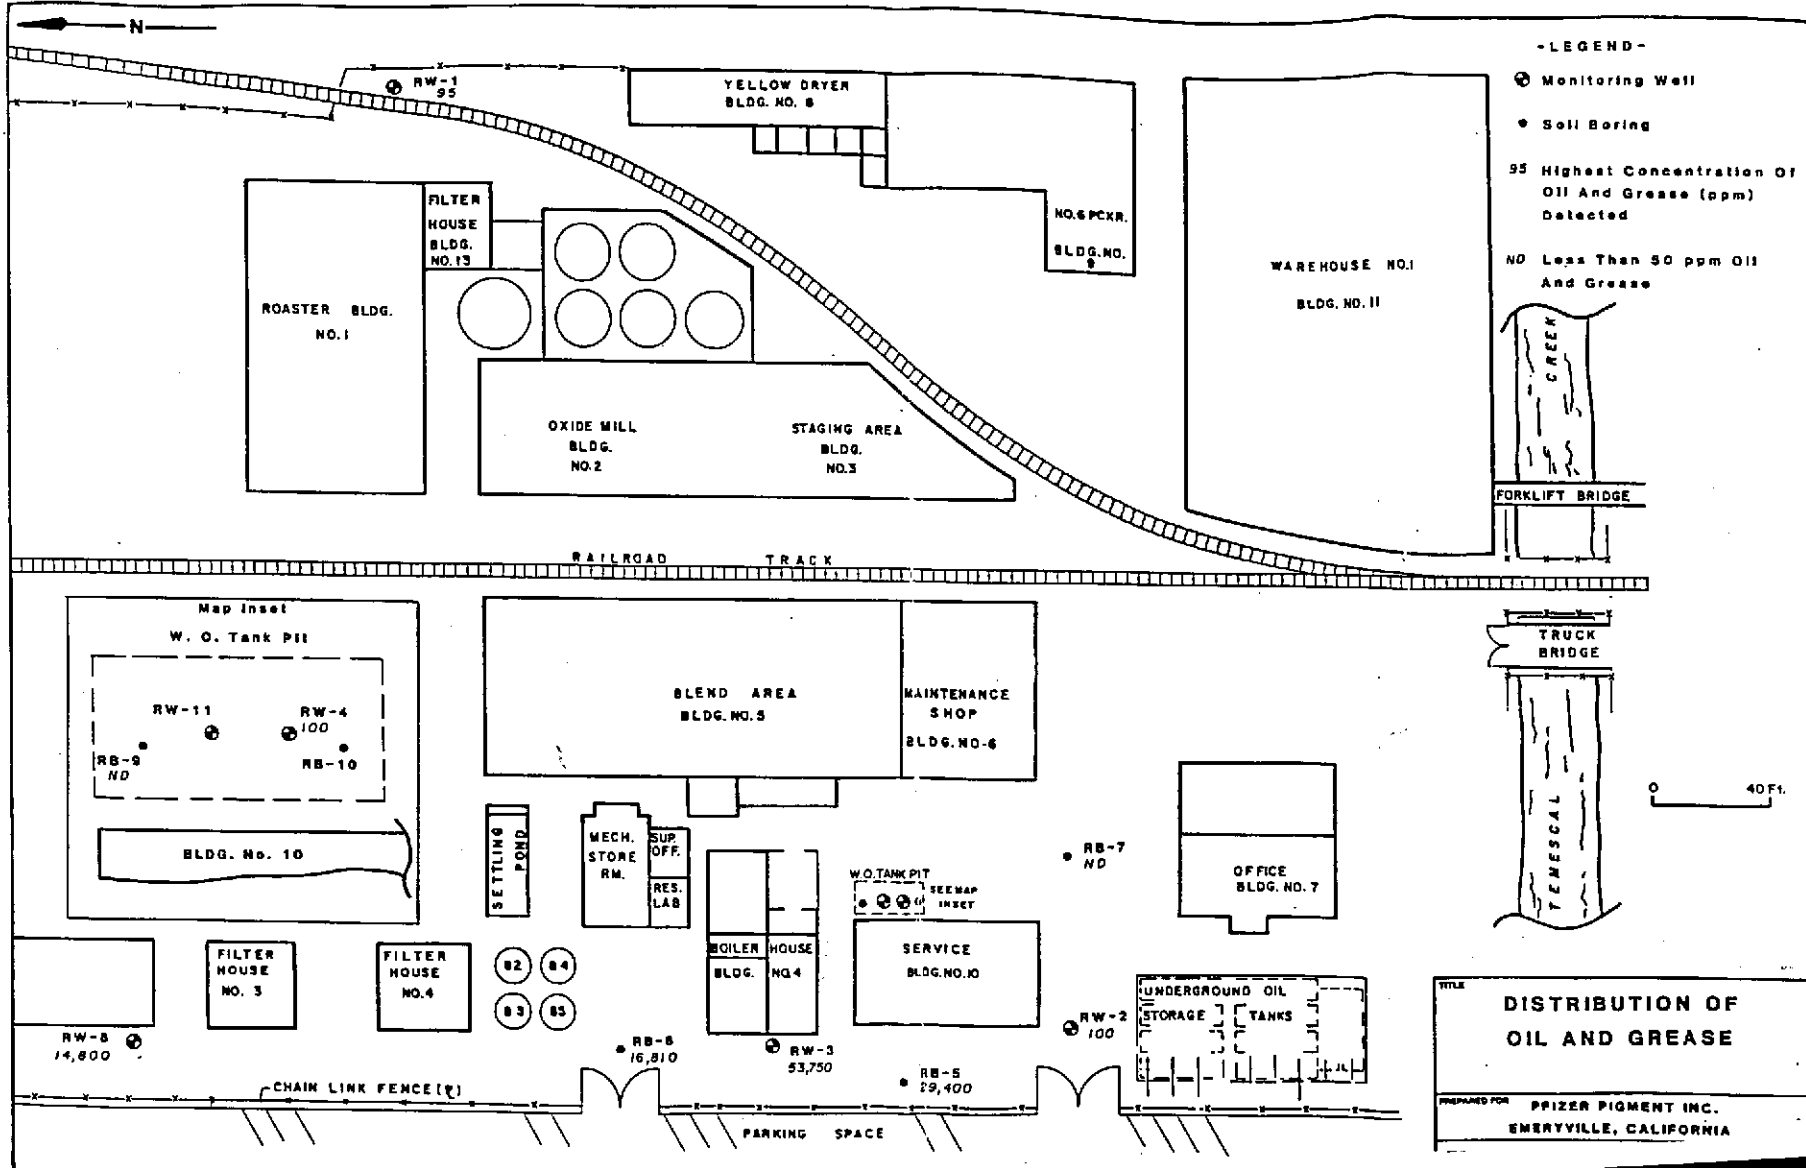 N
RW-1
95
YELLOW DRYER
BLDG. NO. 8
-LEGEND-
Monitoring Well
Soil Boring
95 Highest Concentration Of
Oil And Grease (ppm)
Detected
ND Less Than 50 ppm Oil
And Grease
FILTER
HOUSE
BLDG.
NO.13
NO.6 PCKR.
BLDG.NO.
ROASTER BLDG.
NO.1
WAREHOUSE NO.1
BLDG. NO. 11
CREEK
OXIDE MILL
BLDG.
NO.2
STAGING AREA
BLDG.
NO.3
FORKLIFT BRIDGE
RAILROAD TRACK
Map Inset
W. O. Tank Pit
RW-11
RW-4
100
RB-9
ND
RB-10
BLDG. No. 10
BLEND AREA
BLDG. NO.5
MAINTENANCE
SHOP
BLDG.NO-6
TRUCK
BRIDGE
TEMESCAL
0 40 Ft.
SETTLING
POND
MECH.
STORE
RM.
SUP.
OFF.
RES.
LAB
RB-7
ND
W.O.TANK PIT
SEE MAP
INSET
OFFICE
BLDG. NO. 7
FILTER
HOUSE
NO. 3
FILTER
HOUSE
NO.4
82 84
83 85
BOILER HOUSE
BLDG. NO.4
SERVICE
BLDG.NO.10
UNDERGROUND OIL
STORAGE TANKS
RW-8
14,800
RB-6
16,810
RW-3
53,750
RB-5
29,400
RW-2
100
CHAIN LINK FENCE
PARKING SPACE
TITLE
DISTRIBUTION OF
OIL AND GREASE
PREPARED FOR
PFIZER PIGMENT INC.
EMERYVILLE, CALIFORNIA